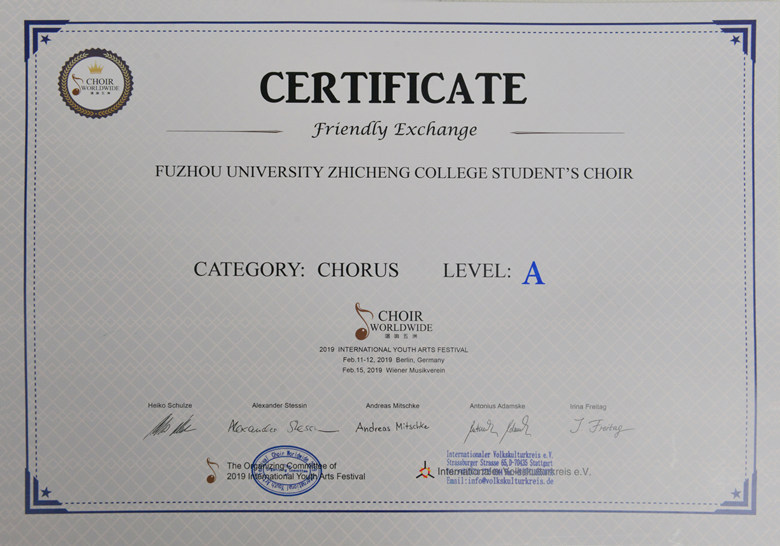 CHOIR
WORLDWIDE
CERTIFICATE
Friendly Exchange
FUZHOU UNIVERSITY ZHICHENG COLLEGE STUDENT'S CHOIR
CATEGORY: CHORUS LEVEL: A
CHOIR
WORLDWIDE
2019 INTERNATIONAL YOUTH ARTS FESTIVAL
Feb.11-12, 2019 Berlin, Germany
Feb.15, 2019 Wiener Musikverein
Heiko Schulze Alexander Stessin Andreas Mitschke Antonius Adamske Irina Freitag
Alexander Stessin Andreas Mitschke I. Freitag
The Organizing Committee of
2019 International Youth Arts Festival
Internationaler Volkskulturkreis e.V.
Strassburger Strasse 65,D-70435 Stuttgart
Internationaler Volkskulturkreis e.V.
Email:info@volkskulturkreis.de